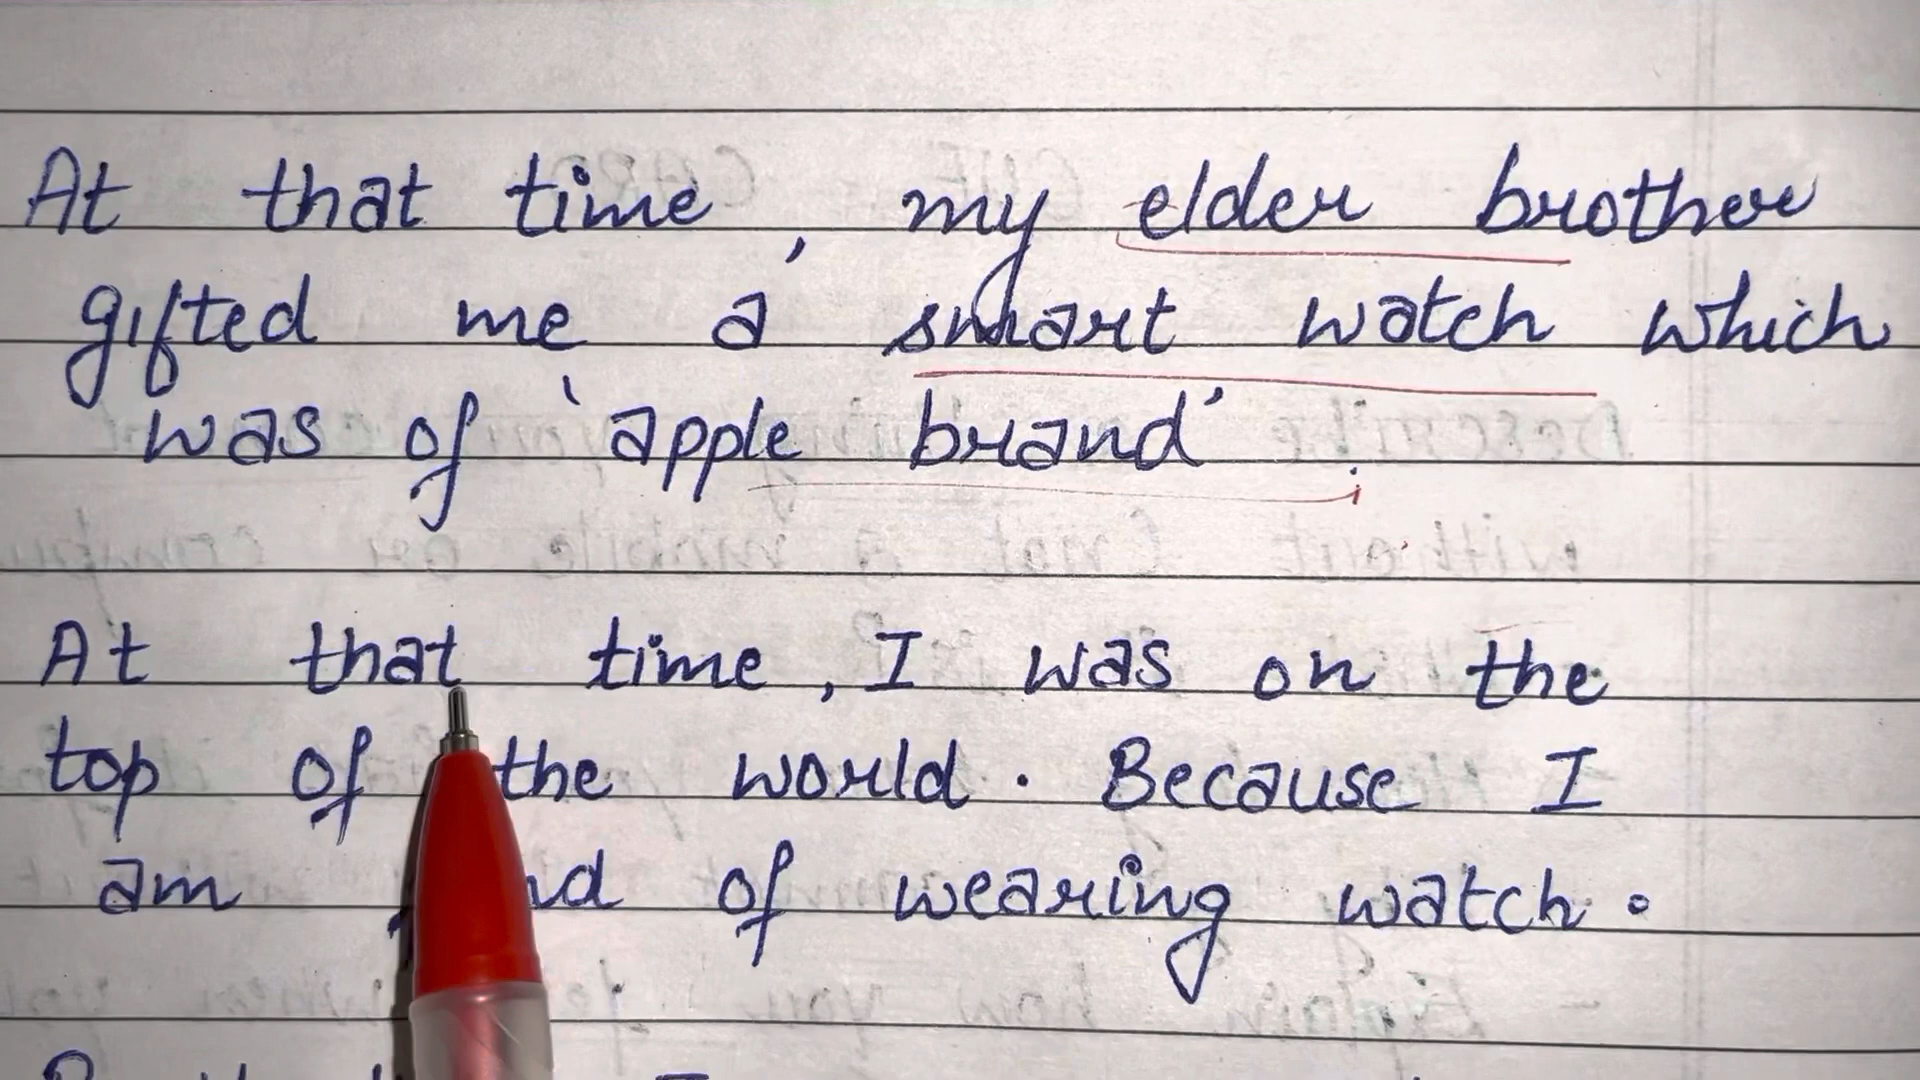 At that time, my elder brother
gifted me a smart watch which
was of 'apple brand'.
At that time, I was on the
top of the world. Because I
am of wearing watch.